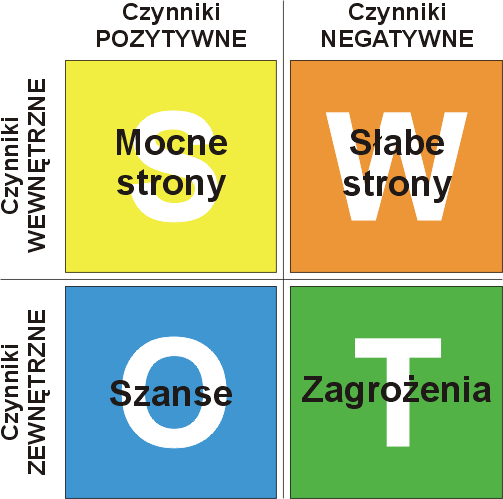 Czynniki
POZYTYWNE
Czynniki
NEGATYWNE
Czynniki
WEWNĘTRZNE
S
Mocne
strony
W
Słabe
strony
Czynniki
ZEWNĘTRZNE
O
Szanse
T
Zagrożenia